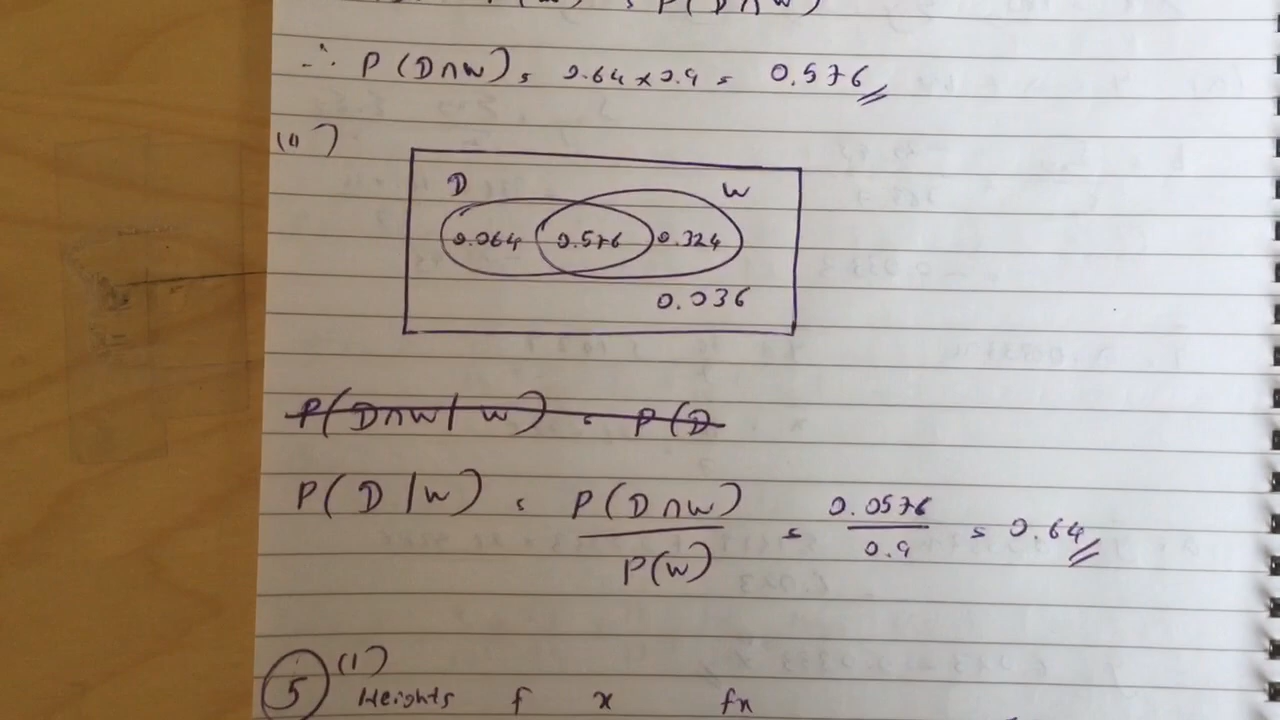 ∴ P(D∩W) = 0.64 × 0.9 = 0.576
(ii)
D W
0.064 0.576 0.324
0.036
P(D∩W | W) = P(D
P(D | W) = P(D∩W) / P(W) = 0.0576 / 0.9 = 0.64
5 (i)
Heights f x fx